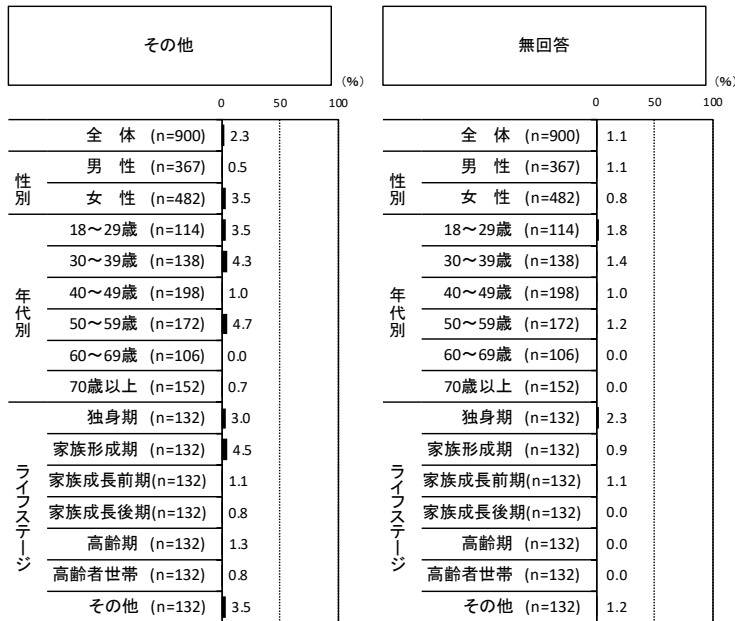 その他
(%)
0 50 100
全 体 (n=900) 2.3
性別
男 性 (n=367) 0.5
女 性 (n=482) 3.5
年代別
18～29歳 (n=114) 3.5
30～39歳 (n=138) 4.3
40～49歳 (n=198) 1.0
50～59歳 (n=172) 4.7
60～69歳 (n=106) 0.0
70歳以上 (n=152) 0.7
ライフステージ
独身期 (n=132) 3.0
家族形成期 (n=132) 4.5
家族成長前期(n=132) 1.1
家族成長後期(n=132) 0.8
高齢期 (n=132) 1.3
高齢者世帯 (n=132) 0.8
その他 (n=132) 3.5
無回答
(%)
0 50 100
全 体 (n=900) 1.1
性別
男 性 (n=367) 1.1
女 性 (n=482) 0.8
年代別
18～29歳 (n=114) 1.8
30～39歳 (n=138) 1.4
40～49歳 (n=198) 1.0
50～59歳 (n=172) 1.2
60～69歳 (n=106) 0.0
70歳以上 (n=152) 0.0
ライフステージ
独身期 (n=132) 2.3
家族形成期 (n=132) 0.9
家族成長前期(n=132) 1.1
家族成長後期(n=132) 0.0
高齢期 (n=132) 0.0
高齢者世帯 (n=132) 0.0
その他 (n=132) 1.2